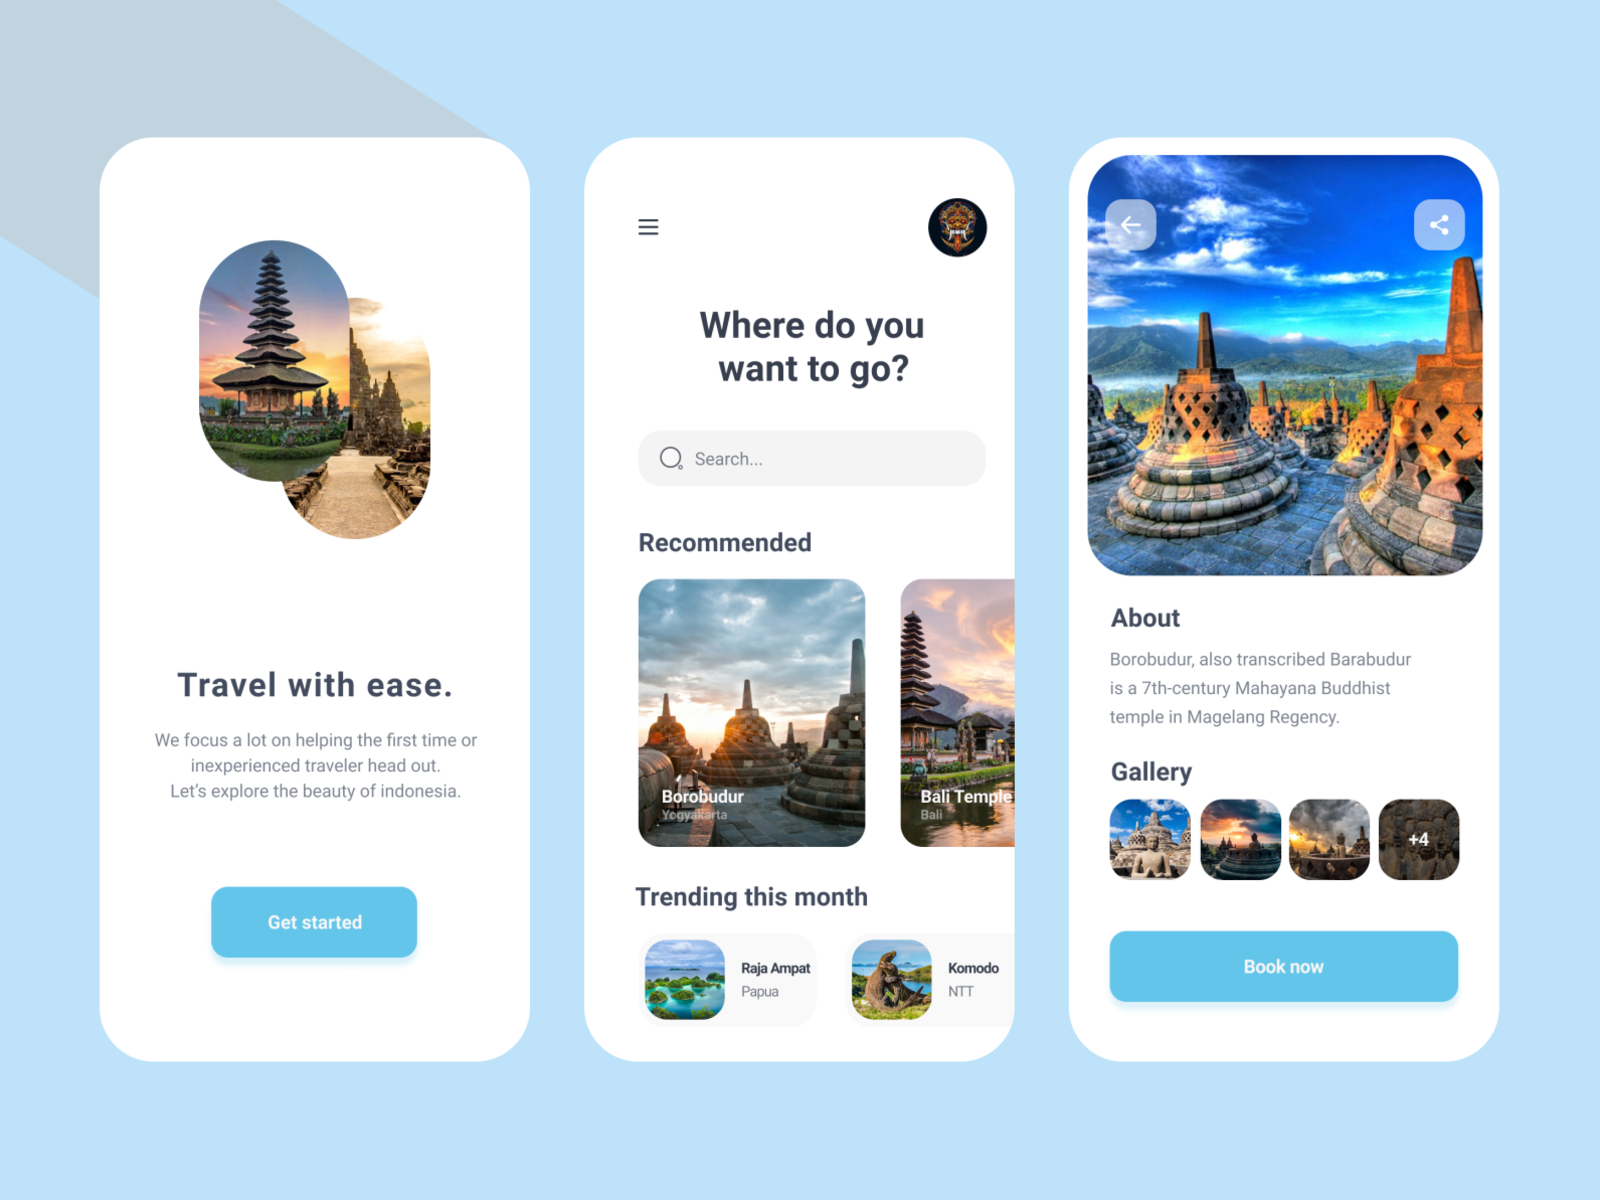 Travel with ease.
We focus a lot on helping the first time or
inexperienced traveler head out.
Let's explore the beauty of indonesia.
Get started
Where do you
want to go?
Search...
Recommended
Borobudur
Yogyakarta
Bali Temple
Bali
Trending this month
Raja Ampat
Papua
Komodo
NTT
About
Borobudur, also transcribed Barabudur
is a 7th-century Mahayana Buddhist
temple in Magelang Regency.
Gallery
+4
Book now